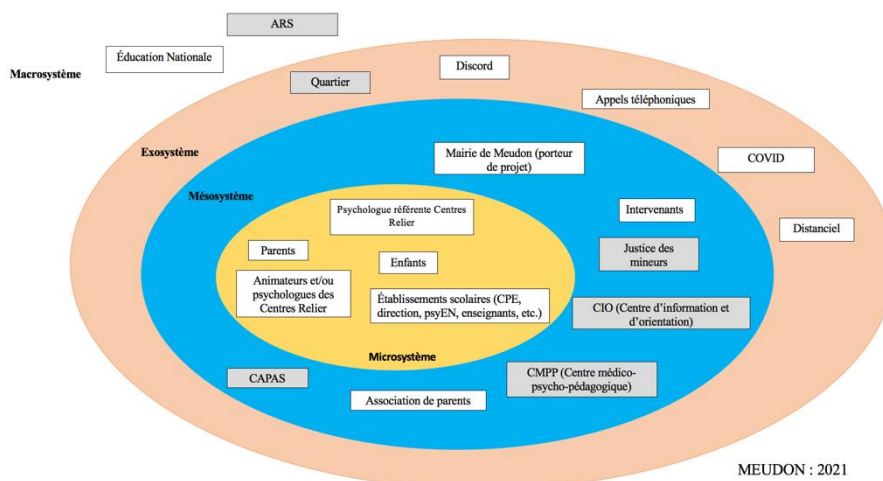 ARS
Éducation Nationale
Macrosystème
Discord
Quartier
Appels téléphoniques
Exosystème
Mairie de Meudon (porteur
de projet)
COVID
Mésosystème
Psychologue référente Centres
Relier
Intervenants
Distanciel
Parents
Enfants
Justice des
mineurs
Animateurs et/ou
psychologues des
Centres Relier
Établissements scolaires (CPE,
direction, psyEN, enseignants, etc.)
CIO (Centre d'information et
d'orientation)
Microsystème
CAPAS
CMPP (Centre médico-
psycho-pédagogique)
Association de parents
MEUDON : 2021